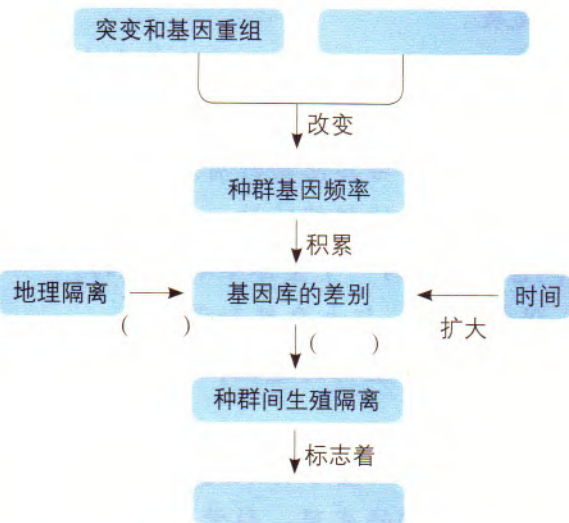 突变和基因重组
改变
种群基因频率
积累
地理隔离
基因库的差别
时间
(　　)
扩大
(　　)
种群间生殖隔离
标志着